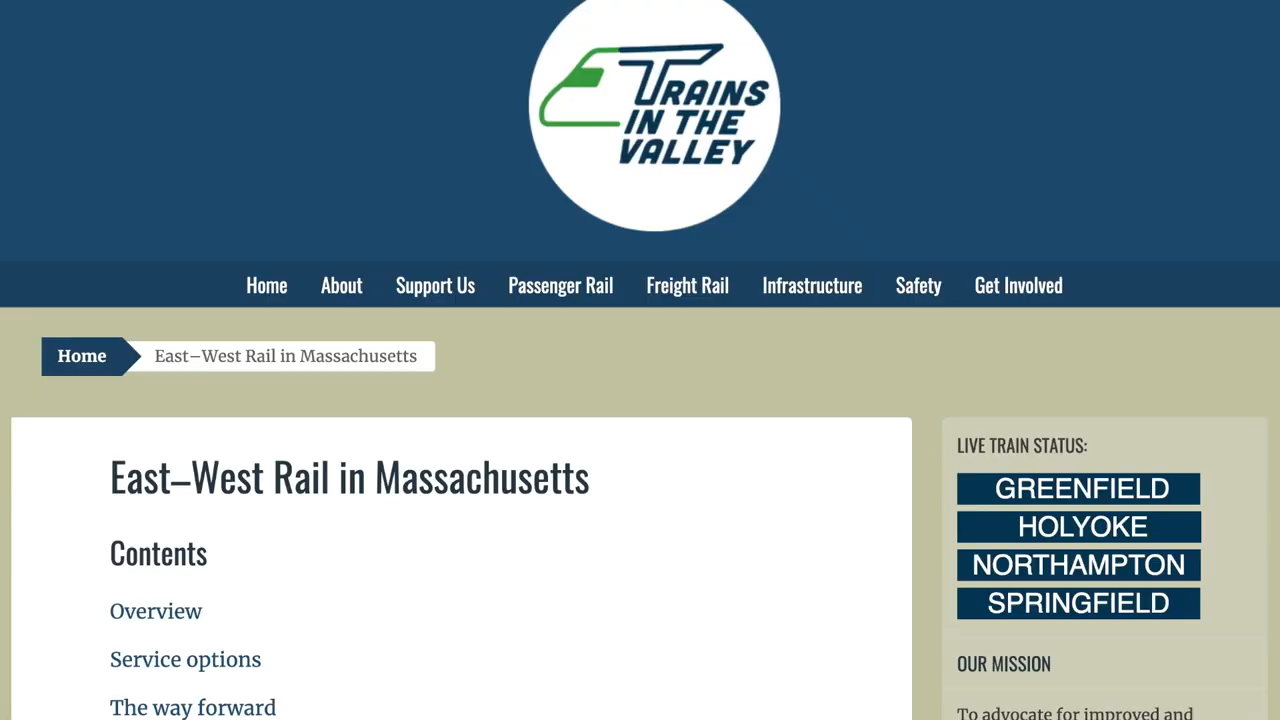 TRAINS
IN THE
VALLEY
Home About Support Us Passenger Rail Freight Rail Infrastructure Safety Get Involved
Home East–West Rail in Massachusetts
East–West Rail in Massachusetts
Contents
Overview
Service options
The way forward
LIVE TRAIN STATUS:
GREENFIELD
HOLYOKE
NORTHAMPTON
SPRINGFIELD
OUR MISSION
To advocate for improved and